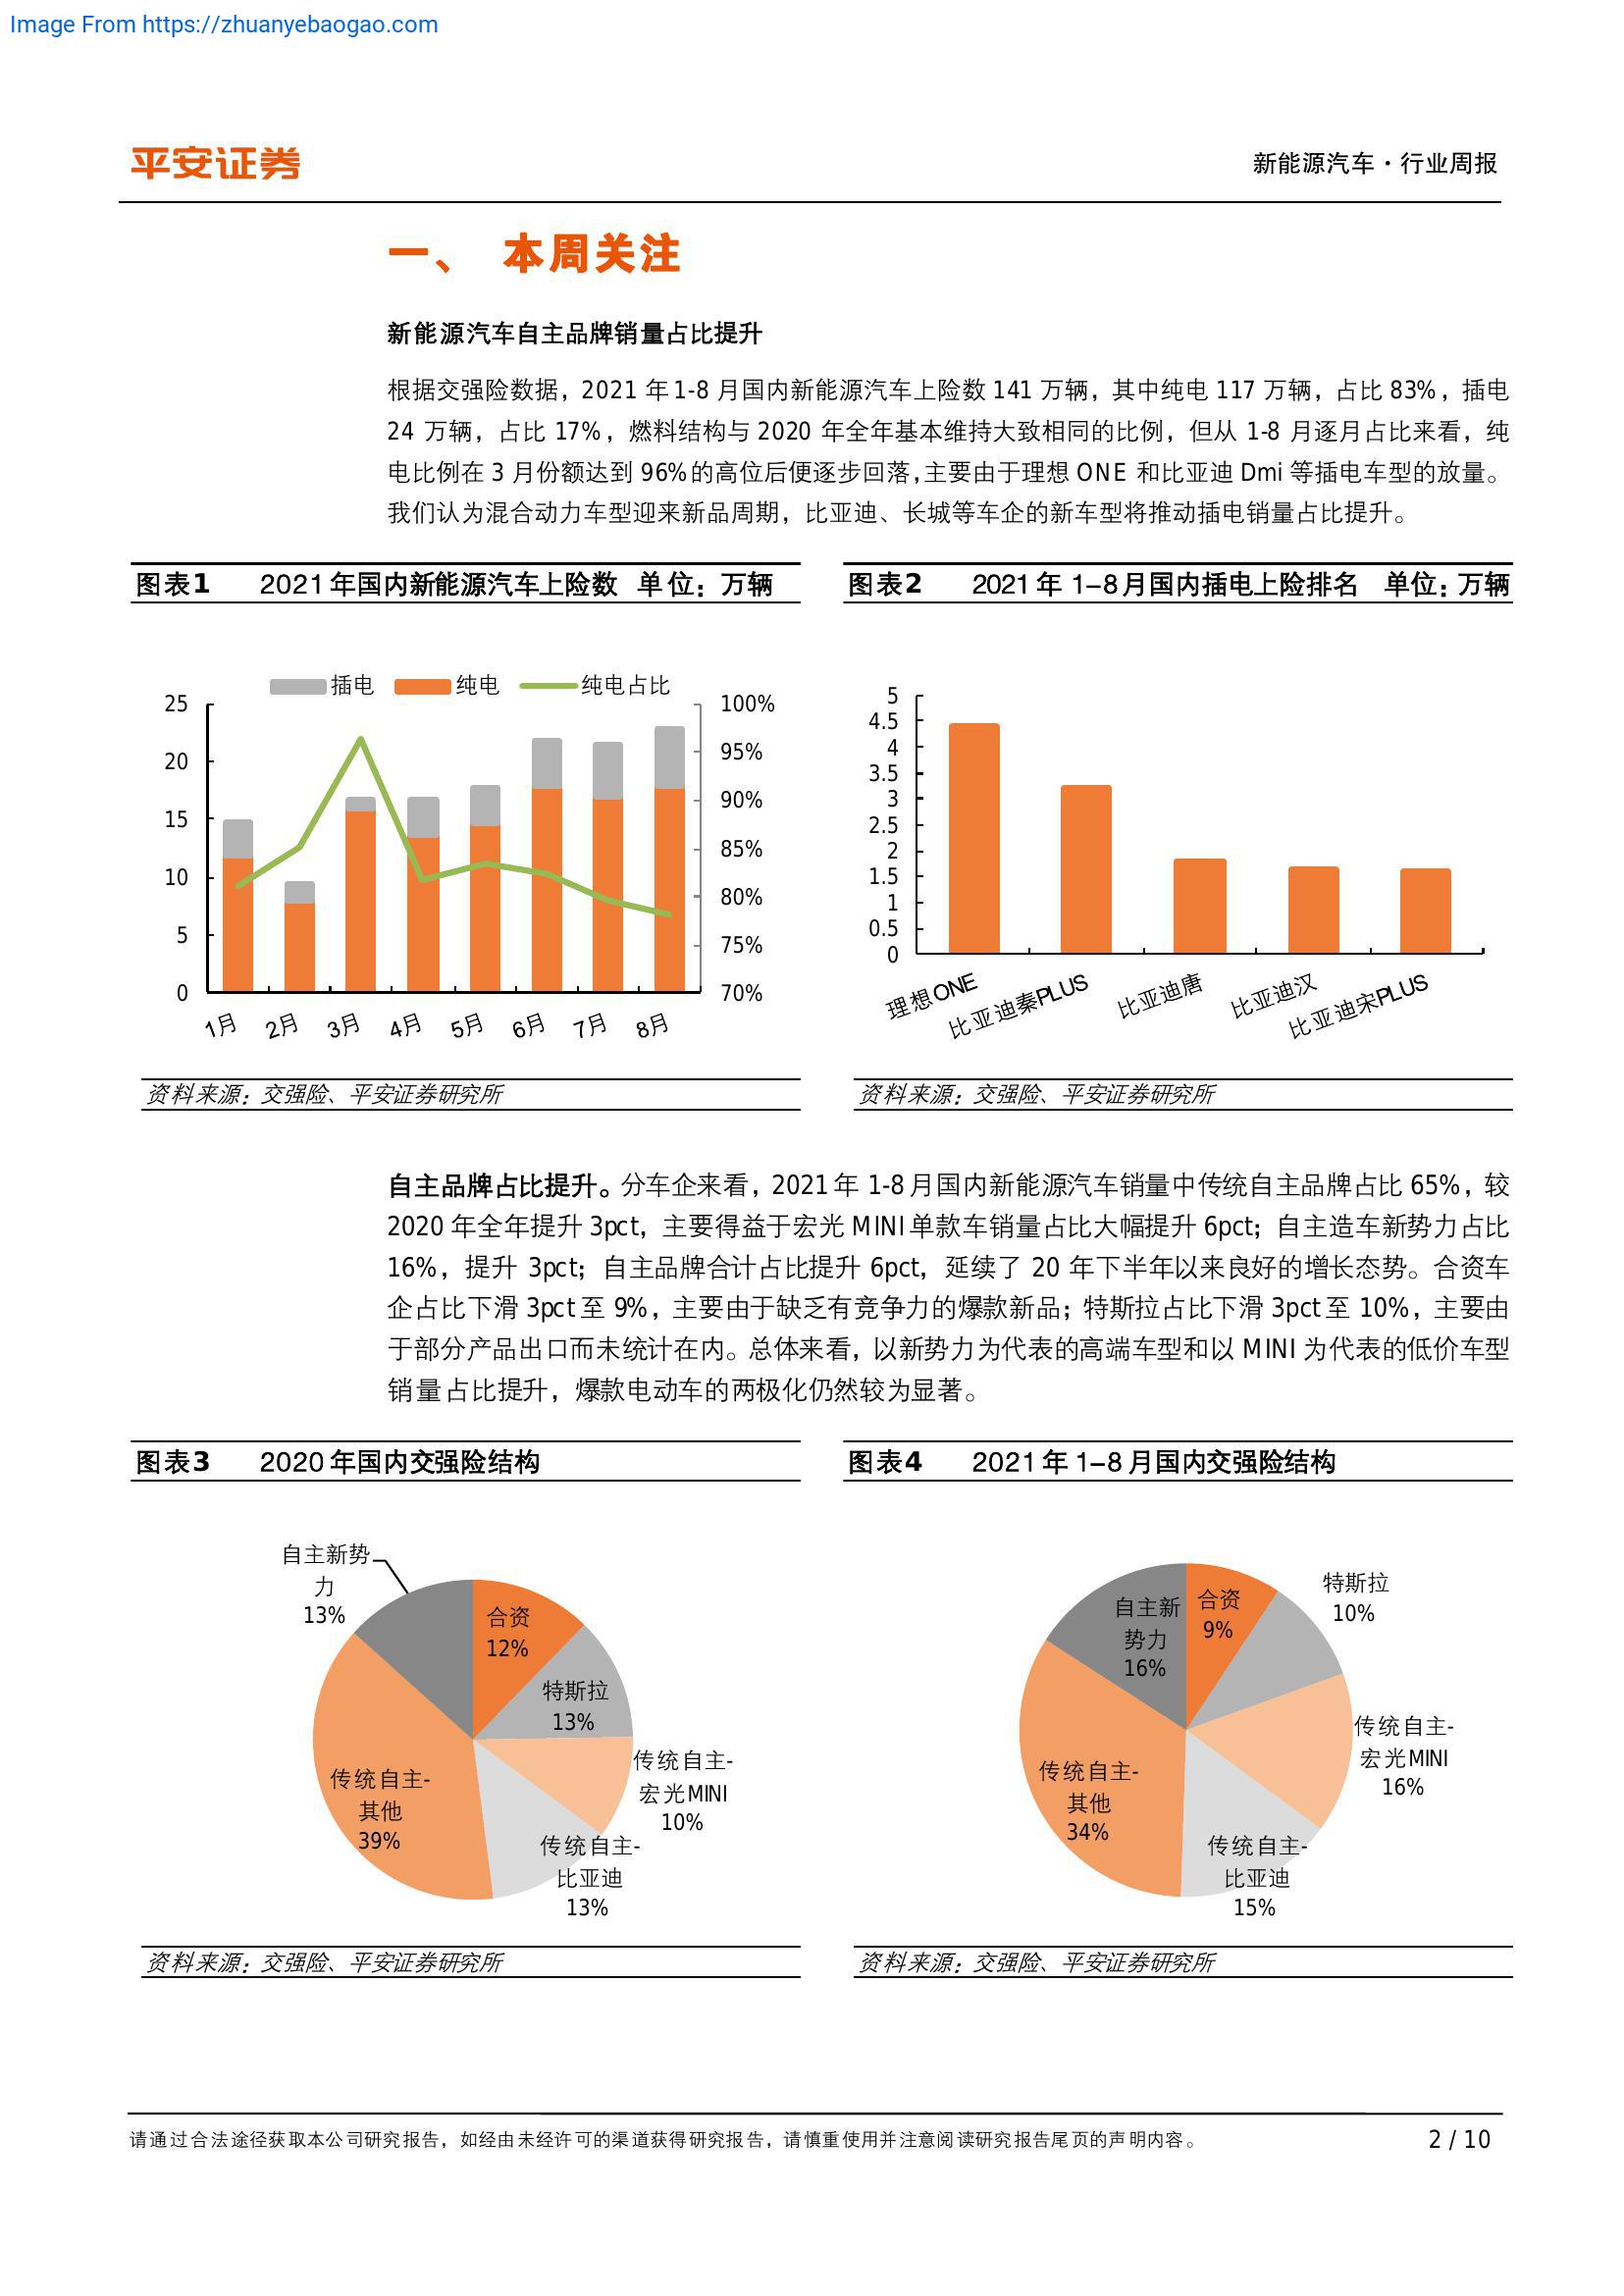 Image From https://zhuanyebaogao.com
平安证券
新能源汽车·行业周报
一、 本周关注
新能源汽车自主品牌销量占比提升
根据交强险数据，2021 年 1-8 月国内新能源汽车上险数 141 万辆，其中纯电 117 万辆，占比 83%，插电
24 万辆，占比 17%，燃料结构与 2020 年全年基本维持大致相同的比例，但从 1-8 月逐月占比来看，纯
电比例在 3 月份额达到 96%的高位后便逐步回落，主要由于理想 ONE 和比亚迪 Dmi 等插电车型的放量。
我们认为混合动力车型迎来新品周期，比亚迪、长城等车企的新车型将推动插电销量占比提升。
图表1 2021 年国内新能源汽车上险数 单位：万辆
插电 纯电 纯电占比
25
20
15
10
5
0
100%
95%
90%
85%
80%
75%
70%
1月 2月 3月 4月 5月 6月 7月 8月
资料来源：交强险、平安证券研究所
图表2 2021 年 1–8 月国内插电上险排名 单位：万辆
5
4.5
4
3.5
3
2.5
2
1.5
1
0.5
0
理想ONE 比亚迪秦PLUS 比亚迪唐 比亚迪汉 比亚迪宋PLUS
资料来源：交强险、平安证券研究所
自主品牌占比提升。分车企来看，2021 年 1-8 月国内新能源汽车销量中传统自主品牌占比 65%，较
2020 年全年提升 3pct，主要得益于宏光 MINI 单款车销量占比大幅提升 6pct；自主造车新势力占比
16%，提升 3pct；自主品牌合计占比提升 6pct，延续了 20 年下半年以来良好的增长态势。合资车
企占比下滑 3pct 至 9%，主要由于缺乏有竞争力的爆款新品；特斯拉占比下滑 3pct 至 10%，主要由
于部分产品出口而未统计在内。总体来看，以新势力为代表的高端车型和以 MINI 为代表的低价车型
销量占比提升，爆款电动车的两极化仍然较为显著。
图表3 2020 年国内交强险结构
自主新势
力
13%
合资
12%
特斯拉
13%
传统自主-
宏光MINI
10%
传统自主-
比亚迪
13%
传统自主-
其他
39%
资料来源：交强险、平安证券研究所
图表4 2021 年 1–8 月国内交强险结构
自主新
势力
16%
合资
9%
特斯拉
10%
传统自主-
宏光MINI
16%
传统自主-
比亚迪
15%
传统自主-
其他
34%
资料来源：交强险、平安证券研究所
请通过合法途径获取本公司研究报告，如经由未经许可的渠道获得研究报告，请慎重使用并注意阅读研究报告尾页的声明内容。
2 / 10